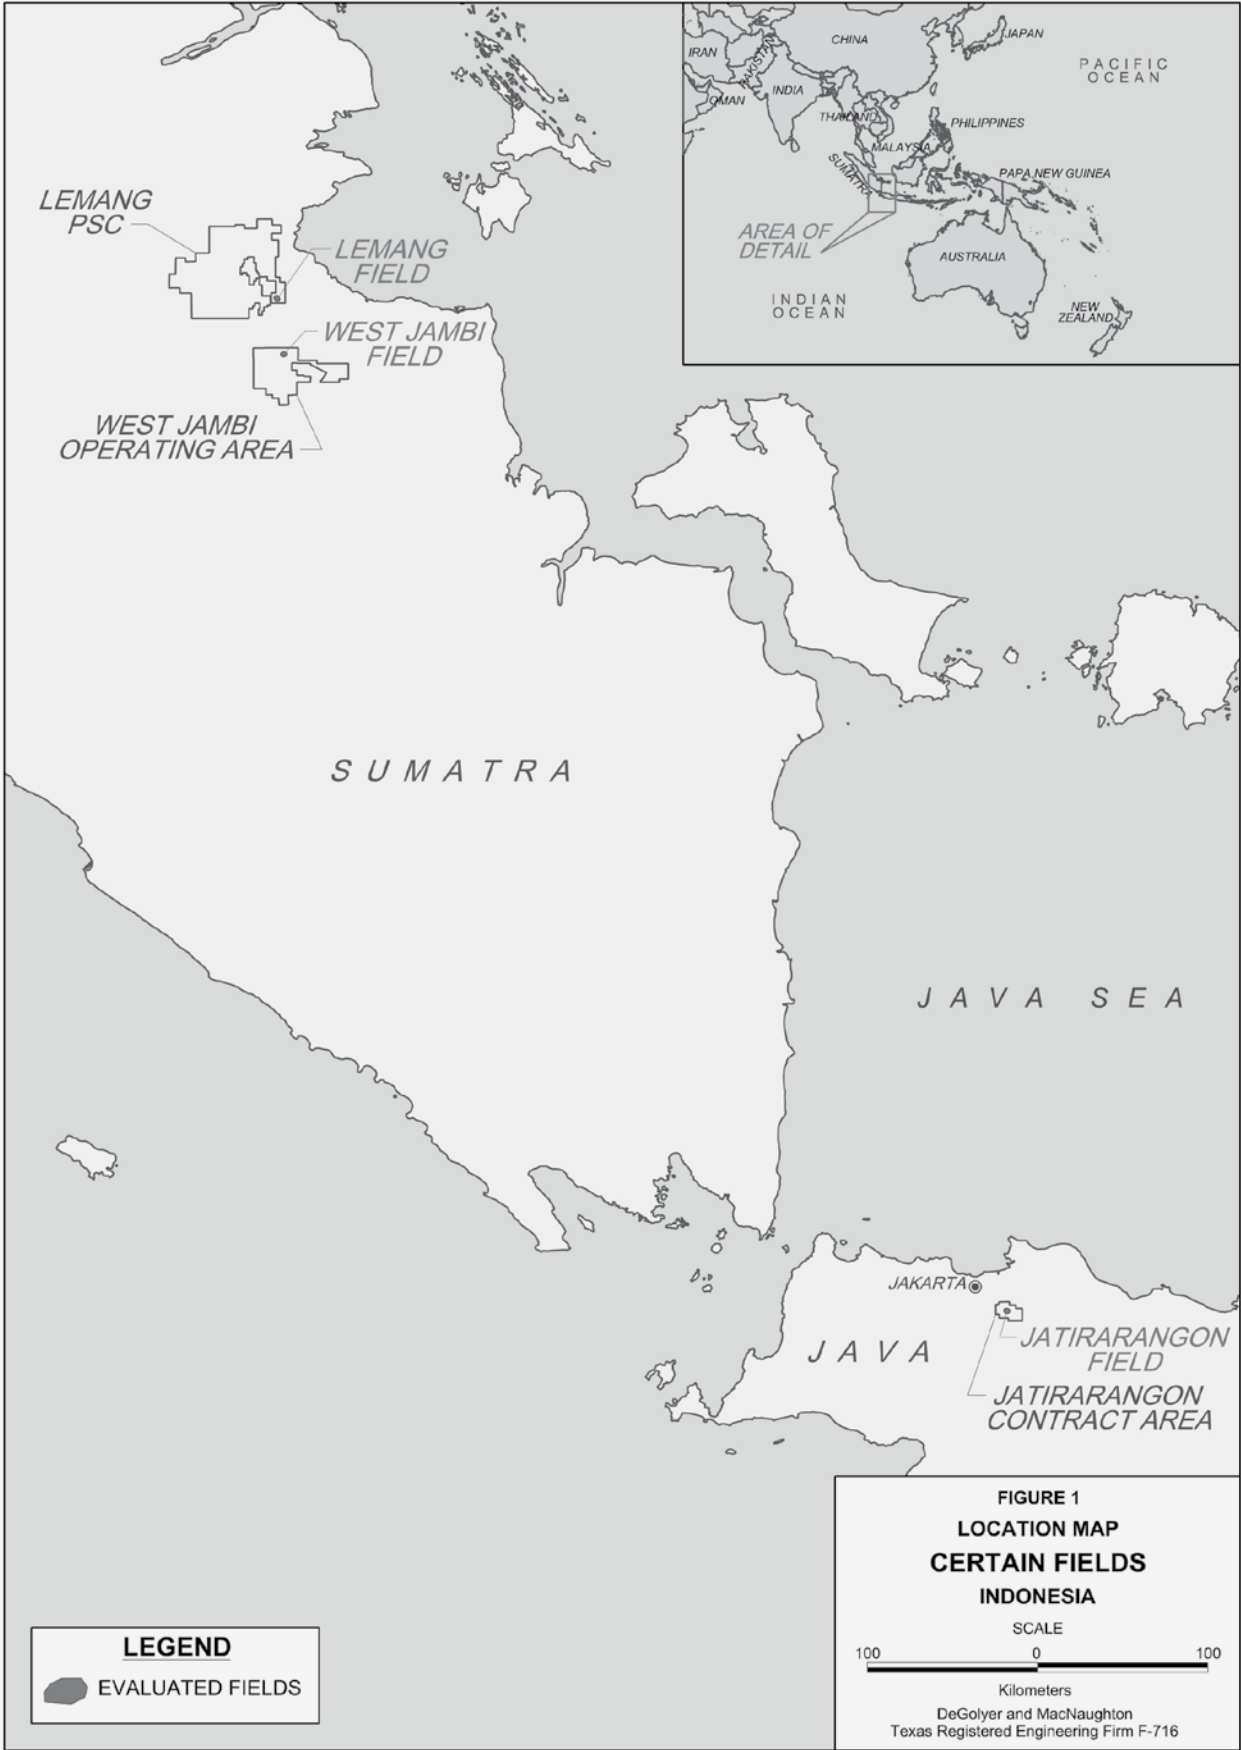 IRAN
PAKISTAN
CHINA
JAPAN
PACIFIC
OCEAN
OMAN
INDIA
THAILAND
PHILIPPINES
MALAYSIA
SUMATRA
PAPA NEW GUINEA
AREA OF
DETAIL
AUSTRALIA
INDIAN
OCEAN
NEW
ZEALAND
LEMANG
PSC
LEMANG
FIELD
WEST JAMBI
FIELD
WEST JAMBI
OPERATING AREA
SUMATRA
JAVA SEA
JAKARTA
JAVA
JATIRARANGON
FIELD
JATIRARANGON
CONTRACT AREA
FIGURE 1
LOCATION MAP
CERTAIN FIELDS
INDONESIA
SCALE
100 0 100
Kilometers
DeGolyer and MacNaughton
Texas Registered Engineering Firm F-716
LEGEND
EVALUATED FIELDS